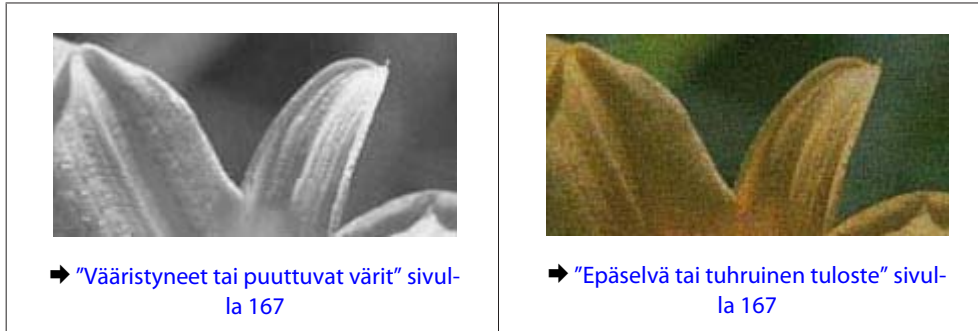 ➡ ”Vääristyneet tai puuttuvat värit” sivul-
la 167
➡ ”Epäselvä tai tuhruinen tuloste” sivul-
la 167